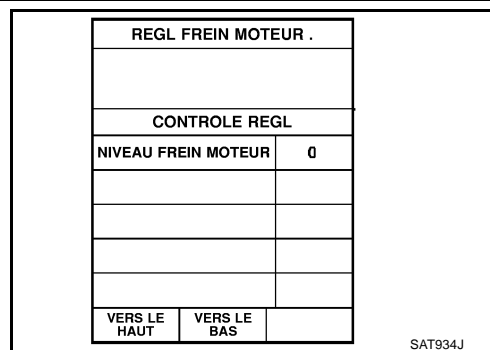 REGL FREIN MOTEUR .
CONTROLE REGL
NIVEAU FREIN MOTEUR 0
VERS LE HAUT
VERS LE BAS
SAT934J